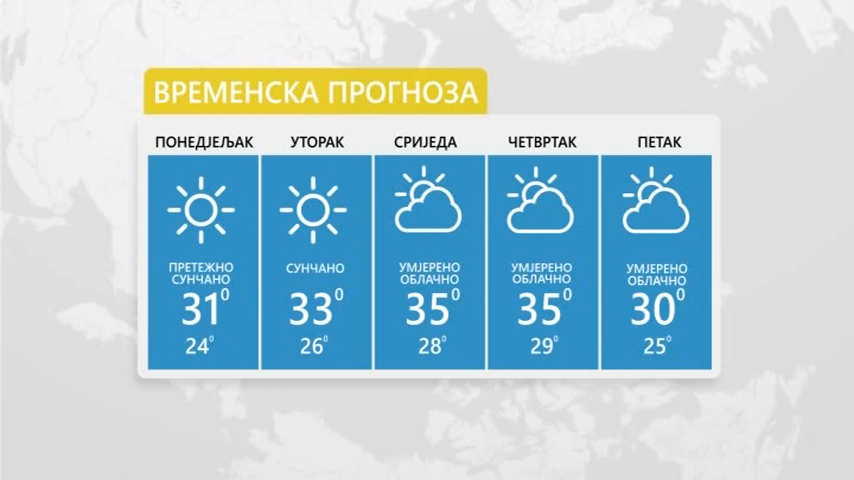 ВРЕМЕНСКА ПРОГНОЗА
ПОНЕДЈЕЉАК УТОРАК СРИЈЕДА ЧЕТВРТАК ПЕТАК
ПРЕТЕЖНО СУНЧАНО УМЈЕРЕНО УМЈЕРЕНО УМЈЕРЕНО
СУНЧАНО ОБЛАЧНО ОБЛАЧНО ОБЛАЧНО
31⁰ 33⁰ 35⁰ 35⁰ 30⁰
24⁰ 26⁰ 28⁰ 29⁰ 25⁰